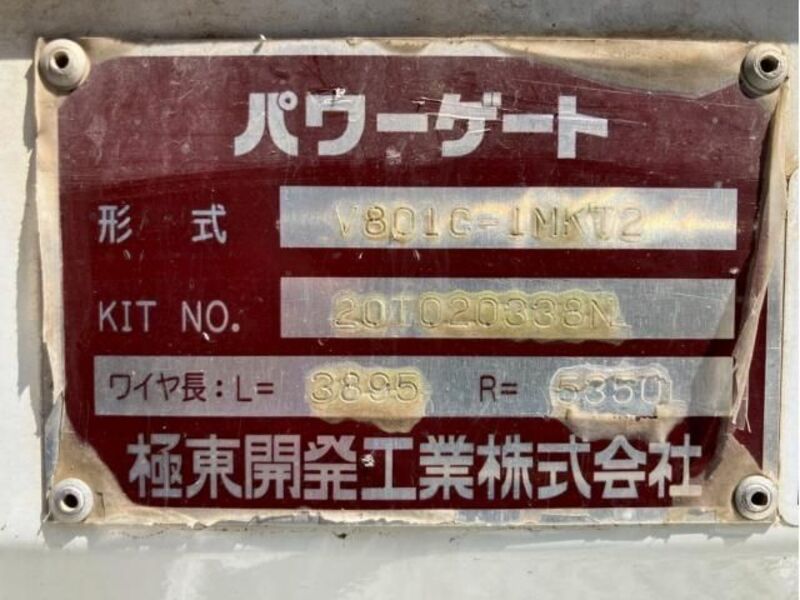 パワーゲート
形式 V801C-1MKT2
KIT NO. 201020338N
ワイヤ長:L= 3895 R= 5350L
極東開発工業株式会社